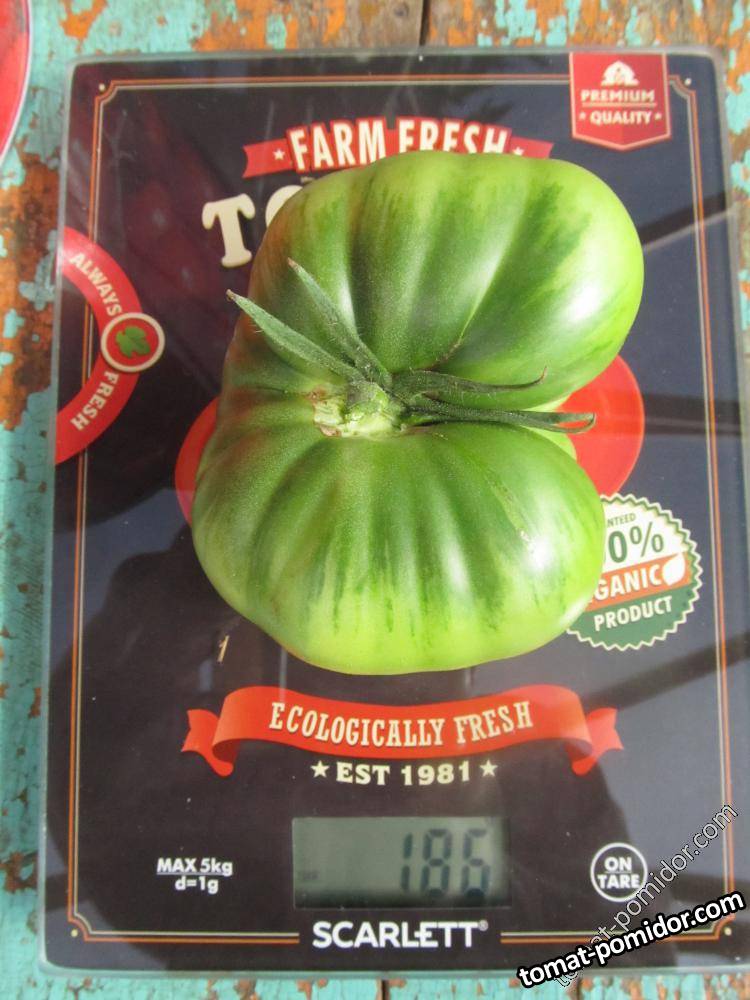 PREMIUM
QUALITY
FARM FRESH
ALWAYS
FRESH
0%
PRODUCT
ECOLOGICALLY FRESH
EST 1981
MAX 5kg
d=1g
186
ON
TARE
SCARLETT®
tomat-pomidor.com
tomat-pomidor.com